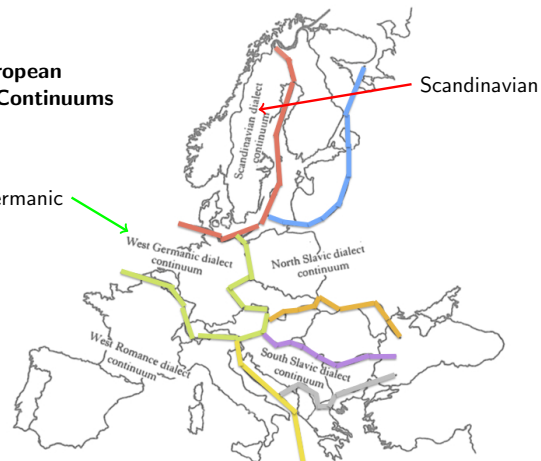 ropean
Continuums
Scandinavian
Scandinavian dialect
continuum
ermanic
West Germanic dialect
continuum
North Slavic dialect
continuum
West Romance dialect
continuum
South Slavic dialect
continuum